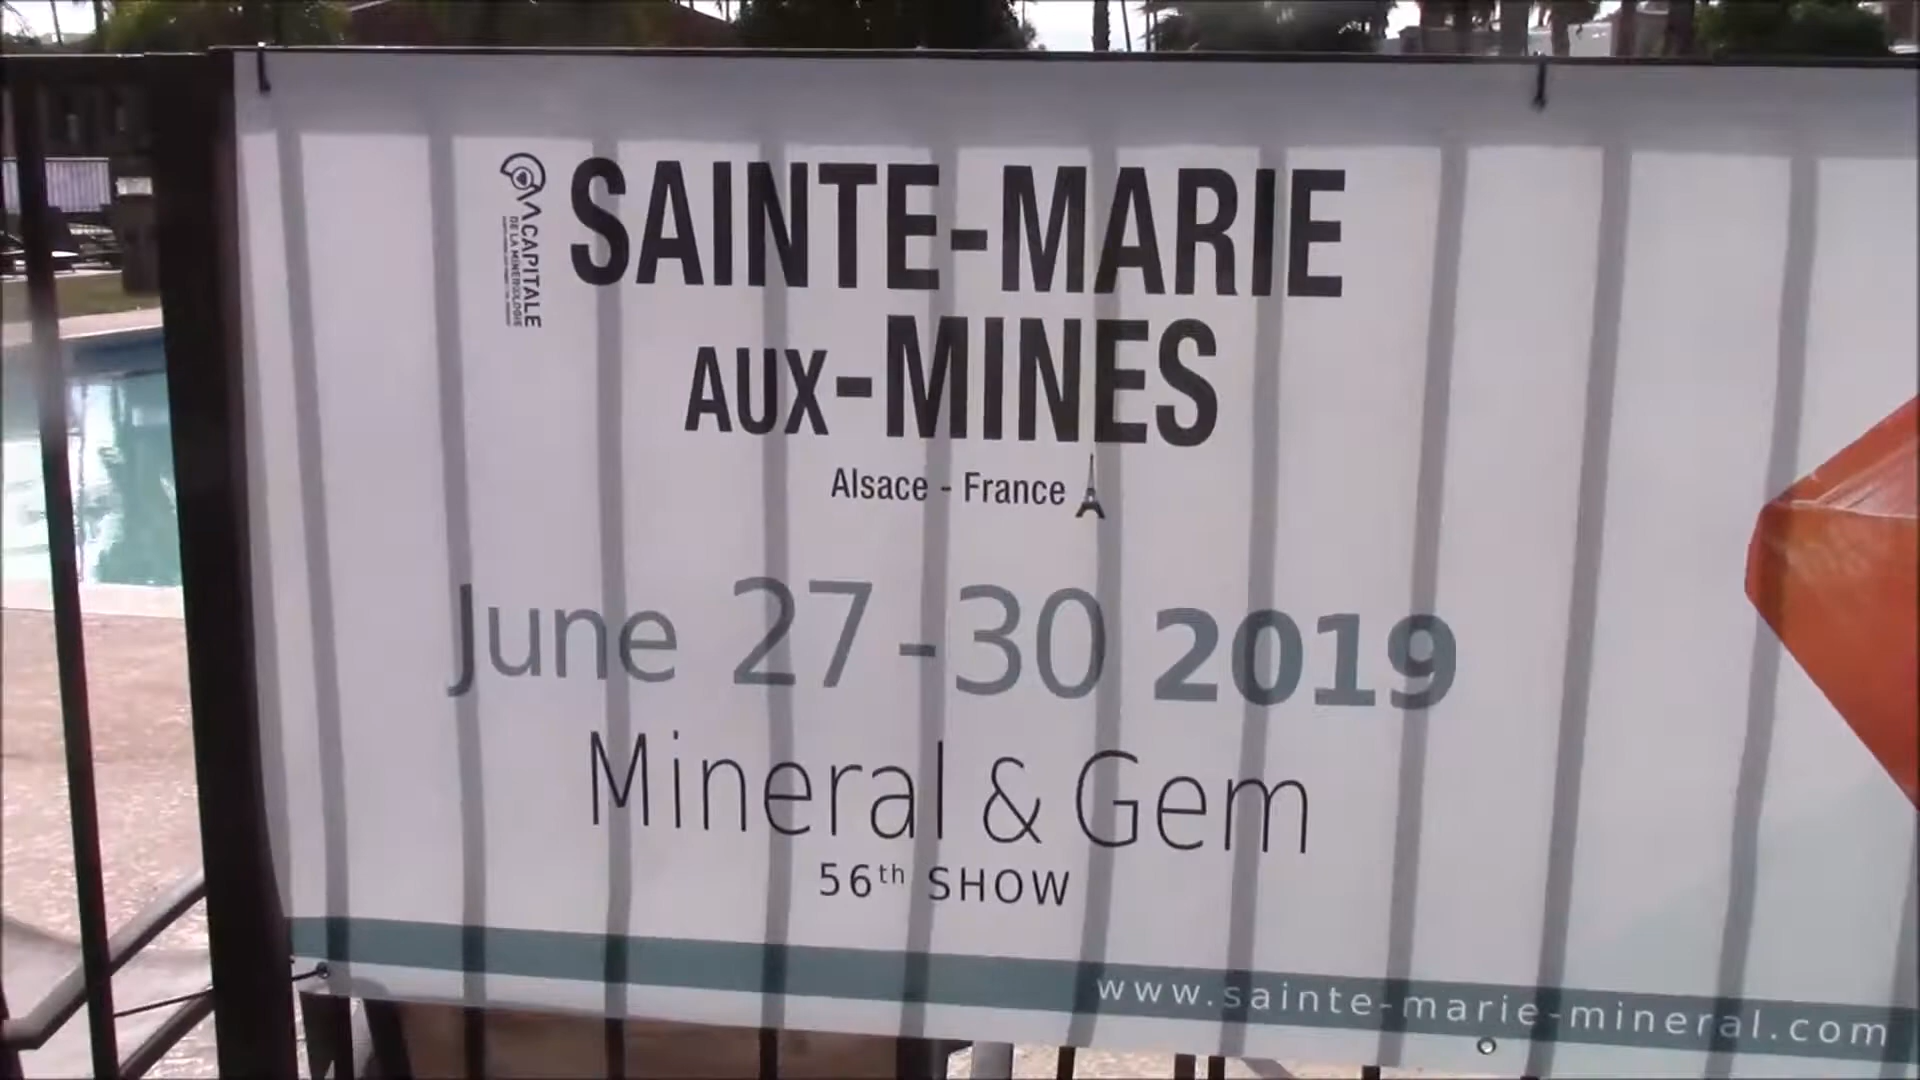 CAPITALE
DE LA MINÉRALOGIE
SAINTE-MARIE
AUX-MINES
Alsace - France
June 27-30 2019
Mineral & Gem
56th SHOW
www.sainte-marie-mineral.com